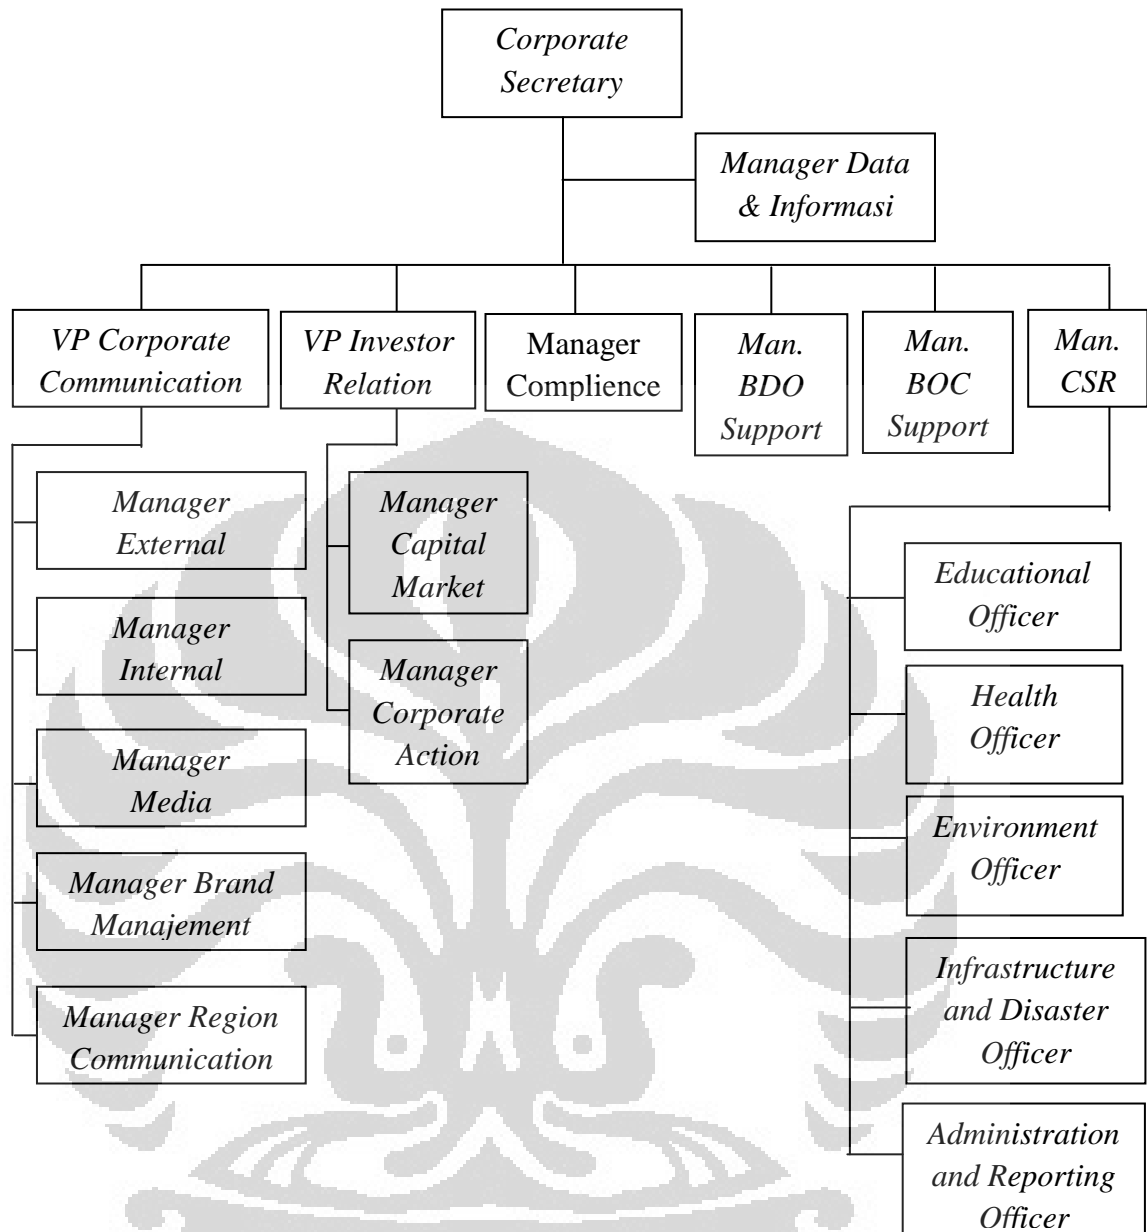 Corporate
Secretary
Manager Data
& Informasi
VP Corporate
Communication
VP Investor
Relation
Manager
Complience
Man.
BDO
Support
Man.
BOC
Support
Man.
CSR
Manager
External
Manager
Internal
Manager
Media
Manager Brand
Manajement
Manager Region
Communication
Manager
Capital
Market
Manager
Corporate
Action
Educational
Officer
Health
Officer
Environment
Officer
Infrastructure
and Disaster
Officer
Administration
and Reporting
Officer